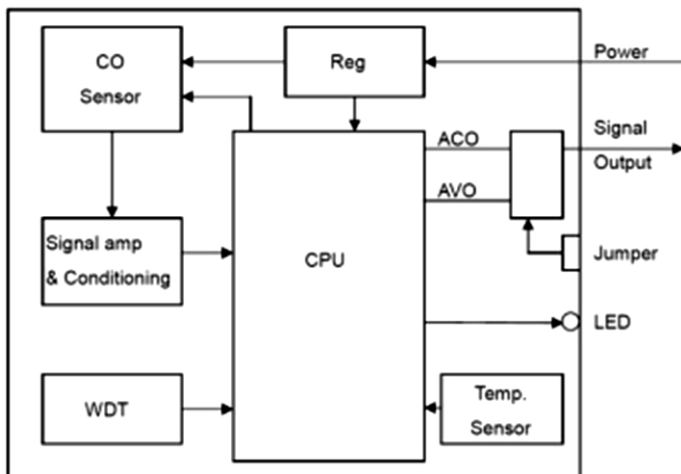 CO
Sensor
Reg
Power
ACO
Signal
Output
AVO
Signal amp
& Conditioning
CPU
Jumper
LED
WDT
Temp.
Sensor